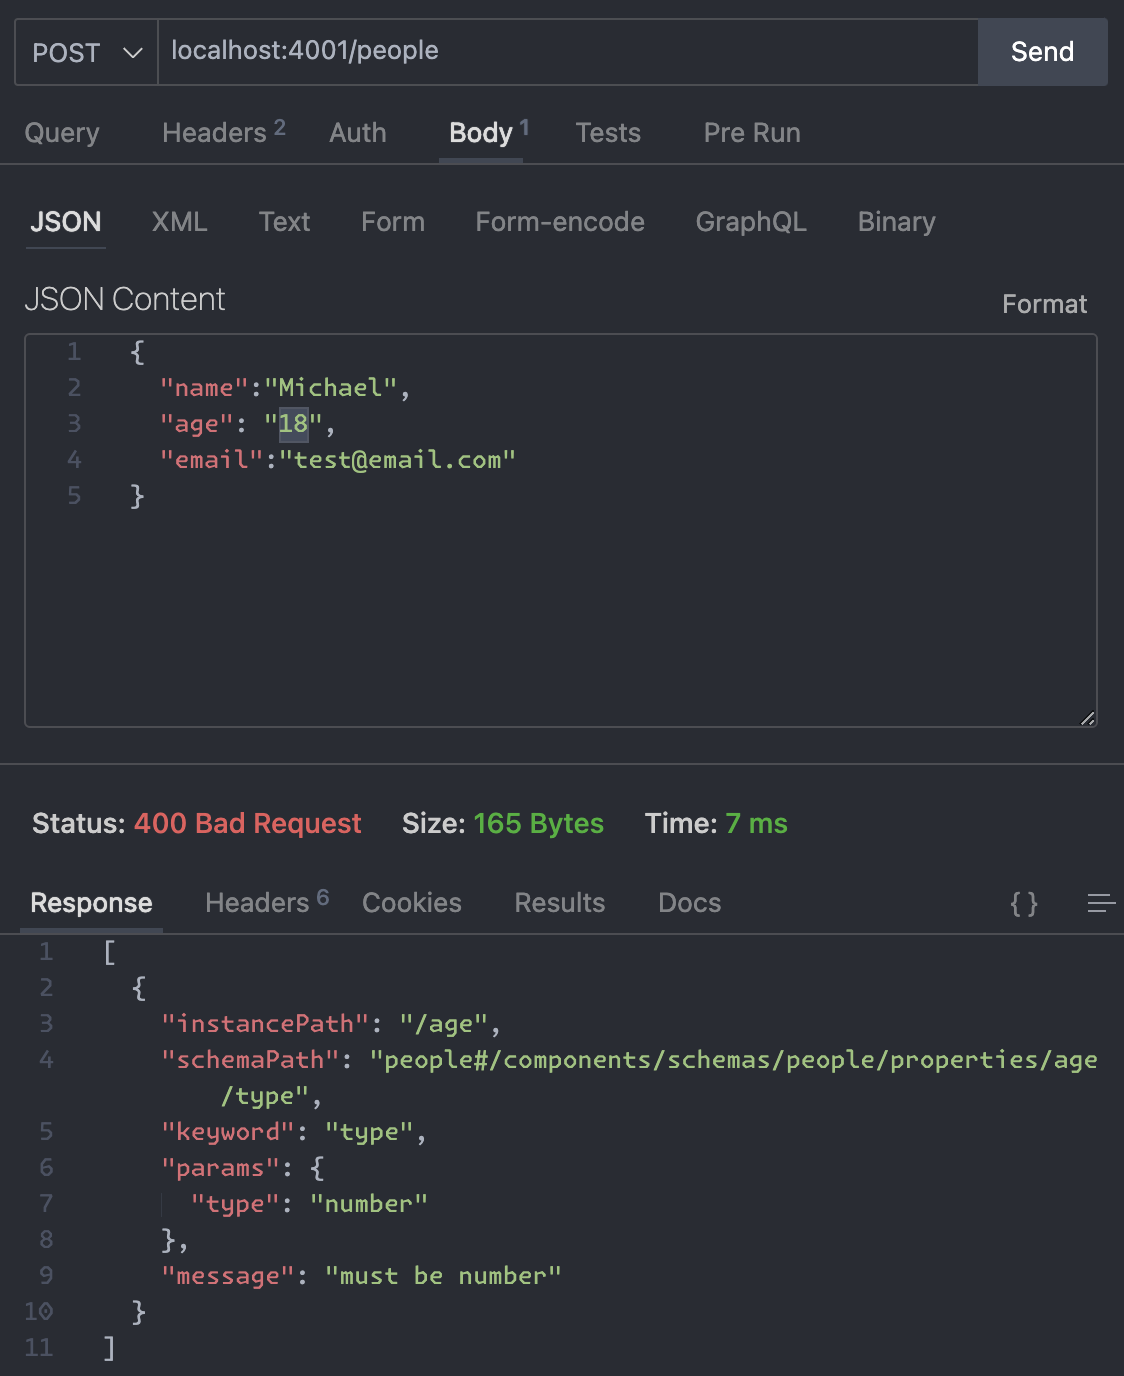 POST localhost:4001/people Send
Query Headers 2 Auth Body 1 Tests Pre Run
JSON XML Text Form Form-encode GraphQL Binary
JSON Content Format
1 {
2 "name":"Michael",
3 "age": "18",
4 "email":"test@email.com"
5 }
Status: 400 Bad Request Size: 165 Bytes Time: 7 ms
Response Headers 6 Cookies Results Docs {}
1 [
2 {
3 "instancePath": "/age",
4 "schemaPath": "people#/components/schemas/people/properties/age
/type",
5 "keyword": "type",
6 "params": {
7 "type": "number"
8 },
9 "message": "must be number"
10 }
11 ]